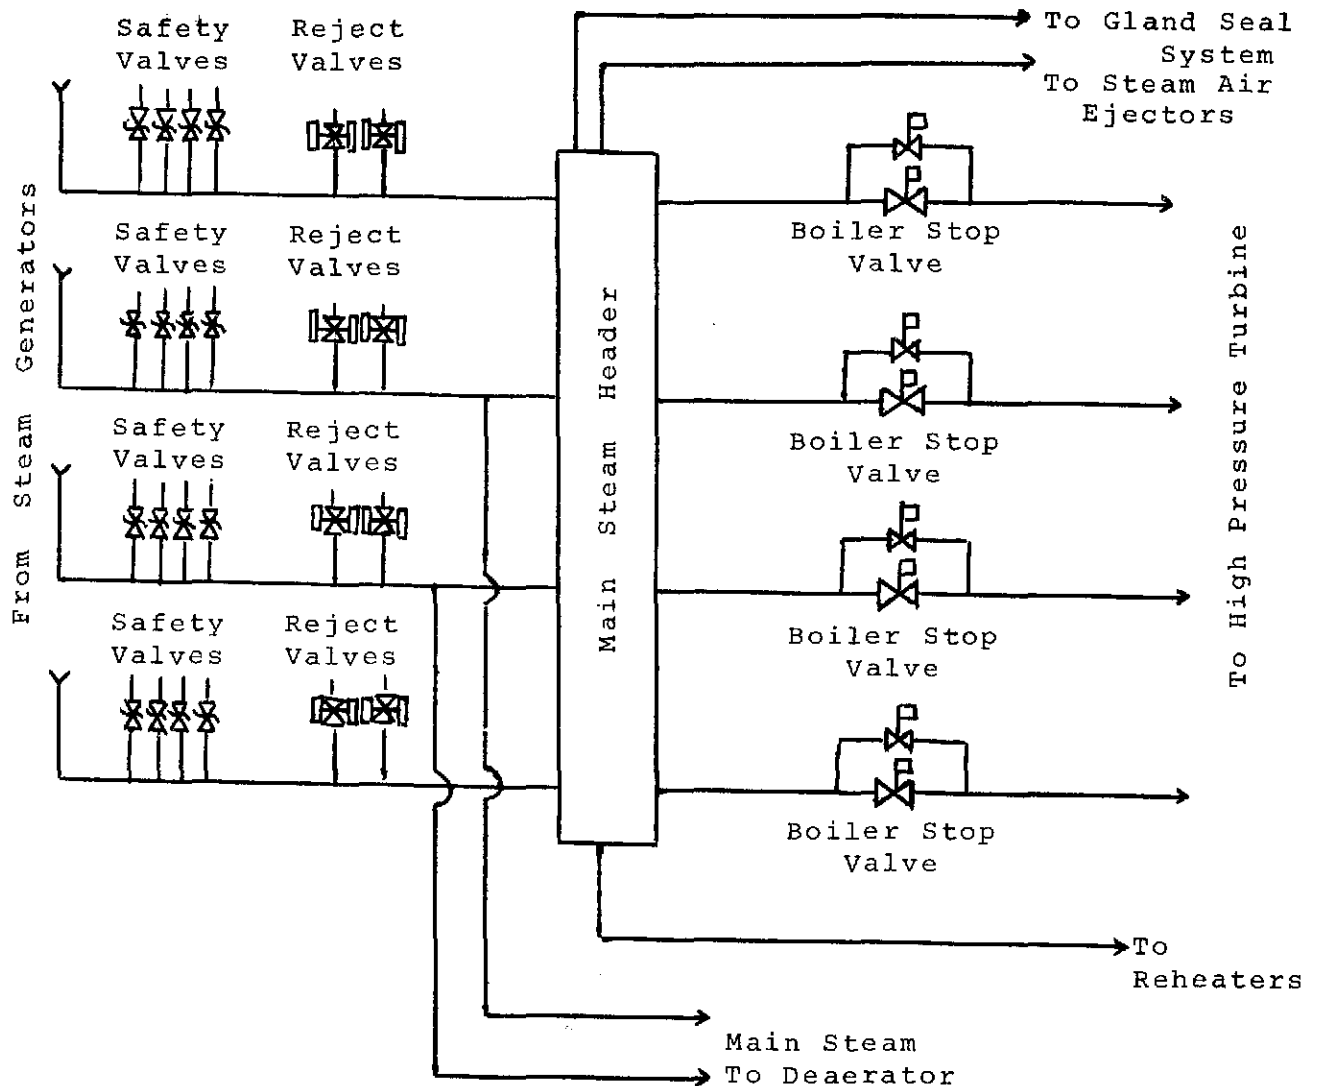 Safety
Valves
Reject
Valves
To Gland Seal
System
To Steam Air
Ejectors
From Steam Generators
Boiler Stop
Valve
Safety
Valves
Reject
Valves
Main Steam Header
To High Pressure Turbine
Boiler Stop
Valve
Safety
Valves
Reject
Valves
Boiler Stop
Valve
Safety
Valves
Reject
Valves
Boiler Stop
Valve
To
Reheaters
Main Steam
To Deaerator